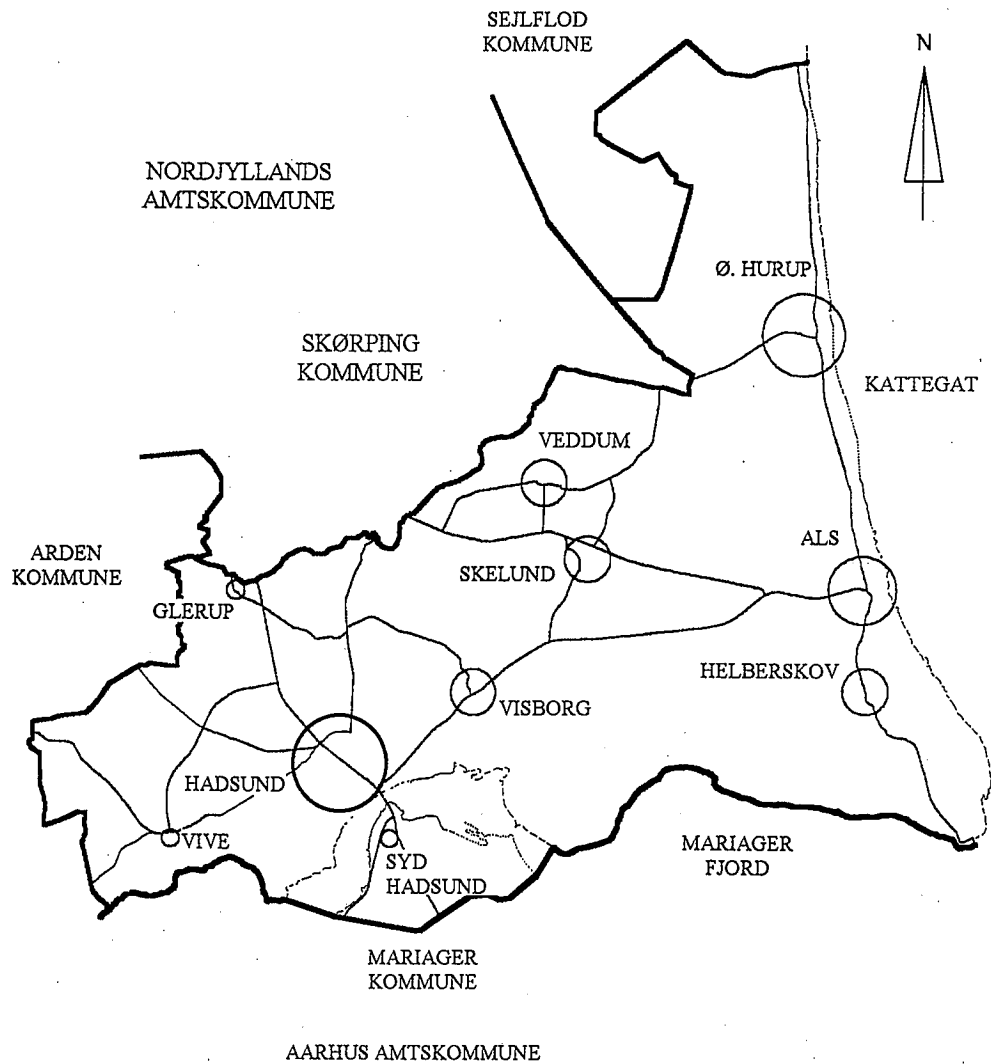 SEJLFLOD
KOMMUNE
N
NORDJYLLANDS
AMTSKOMMUNE
Ø. HURUP
SKØRPING
KOMMUNE
KATTEGAT
VEDDUM
ARDEN
KOMMUNE
ALS
SKELUND
GLERUP
HELBERSKOV
VISBORG
HADSUND
VIVE
SYD
HADSUND
MARIAGER
FJORD
MARIAGER
KOMMUNE
AARHUS AMTSKOMMUNE